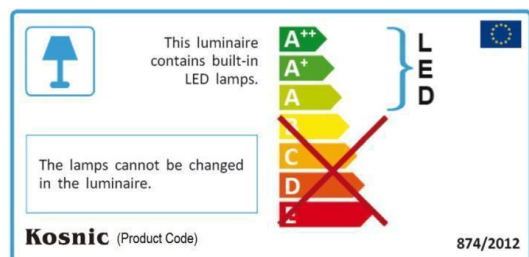 This luminaire
contains built-in
LED lamps.
A++
A+
A
B
C
D
E
L
E
D
The lamps cannot be changed
in the luminaire.
Kosnic (Product Code)
874/2012